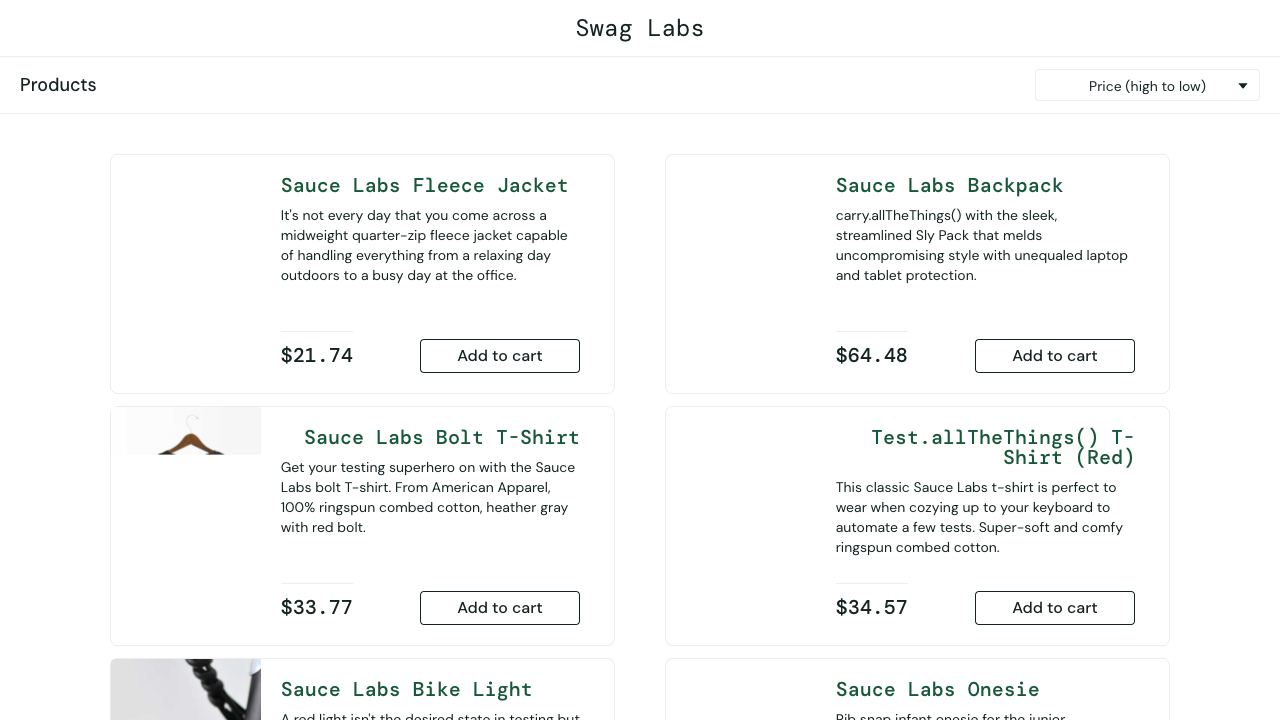 Swag Labs
Products
Price (high to low)
Sauce Labs Fleece Jacket
It's not every day that you come across a
midweight quarter-zip fleece jacket capable
of handling everything from a relaxing day
outdoors to a busy day at the office.
$21.74
Add to cart
Sauce Labs Backpack
carry.allTheThings() with the sleek,
streamlined Sly Pack that melds
uncompromising style with unequaled laptop
and tablet protection.
$64.48
Add to cart
Sauce Labs Bolt T-Shirt
Get your testing superhero on with the Sauce
Labs bolt T-shirt. From American Apparel,
100% ringspun combed cotton, heather gray
with red bolt.
$33.77
Add to cart
Test.allTheThings() T-
Shirt (Red)
This classic Sauce Labs t-shirt is perfect to
wear when cozying up to your keyboard to
automate a few tests. Super-soft and comfy
ringspun combed cotton.
$34.57
Add to cart
Sauce Labs Bike Light
A red light isn't the desired state in testing but
Sauce Labs Onesie
Rib snap infant onesie for the junior